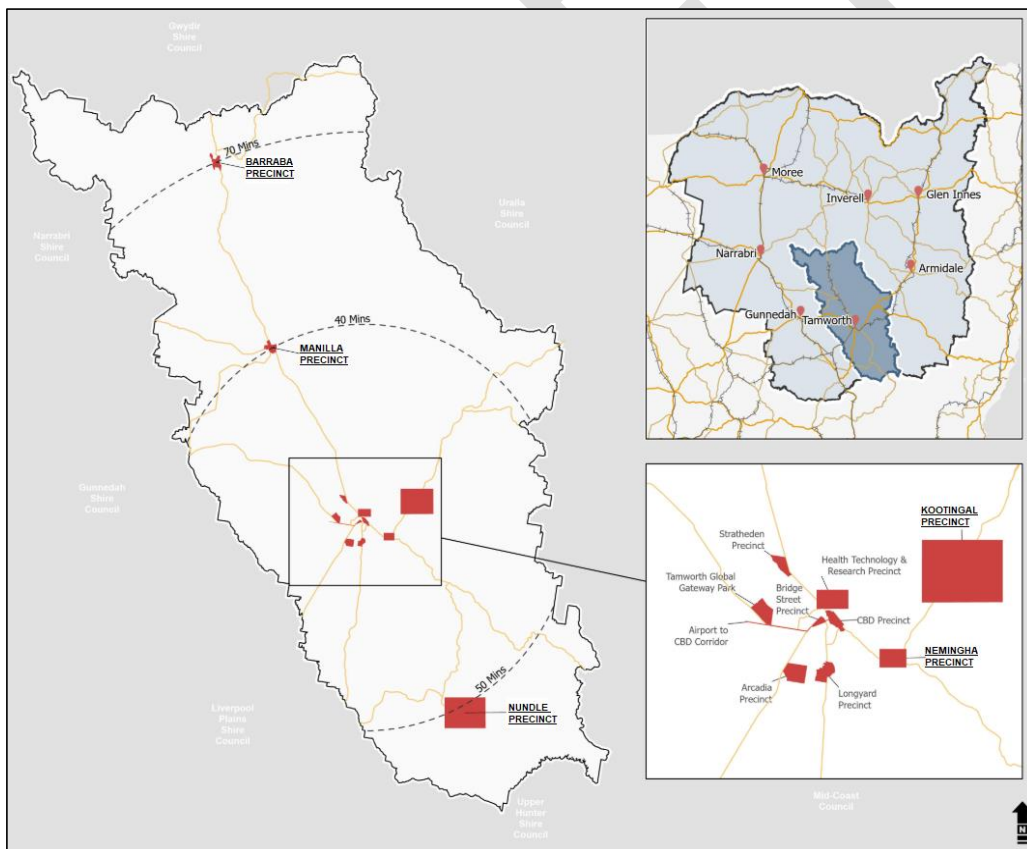 Gwydir
Shire
Council
70 Mins
BARRABA
PRECINCT
Narrabri
Shire
Council
Uralla
Shire
Council
40 Mins
MANILLA
PRECINCT
Gunnedah
Shire
Council
50 Mins
NUNDLE
PRECINCT
Liverpool
Plains
Shire
Council
Upper
Hunter
Shire
Council
Moree
Inverell
Glen Innes
Narrabri
Armidale
Gunnedah
Tamworth
KOOTINGAL
PRECINCT
Stratheden
Precinct
Health Technology &
Research Precinct
Tamworth Global
Gateway Park
Bridge
Street
Precinct
CBD Precinct
Airport to
CBD Corridor
NEMINGHA
PRECINCT
Arcadia
Precinct
Longyard
Precinct
Mid-Coast
Council
N